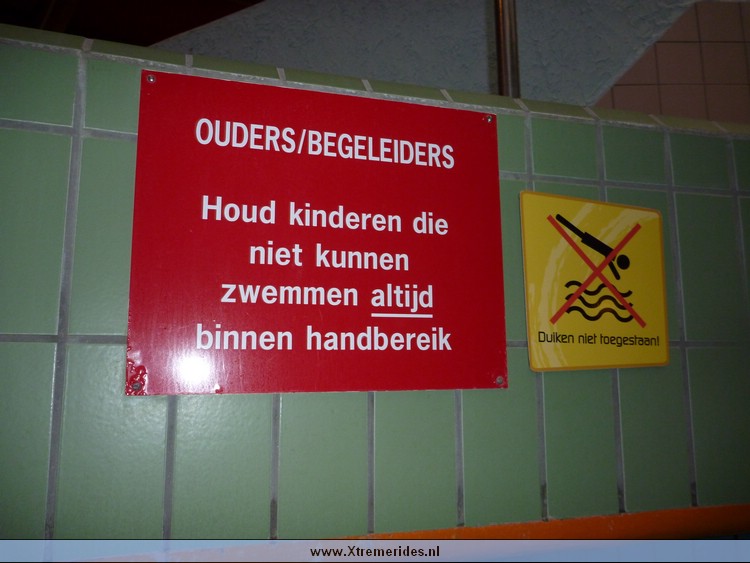 OUDERS/BEGELEIDERS
Houd kinderen die
niet kunnen
zwemmen altijd
binnen handbereik
Duiken niet toegestaan!
www.Xtremerides.nl